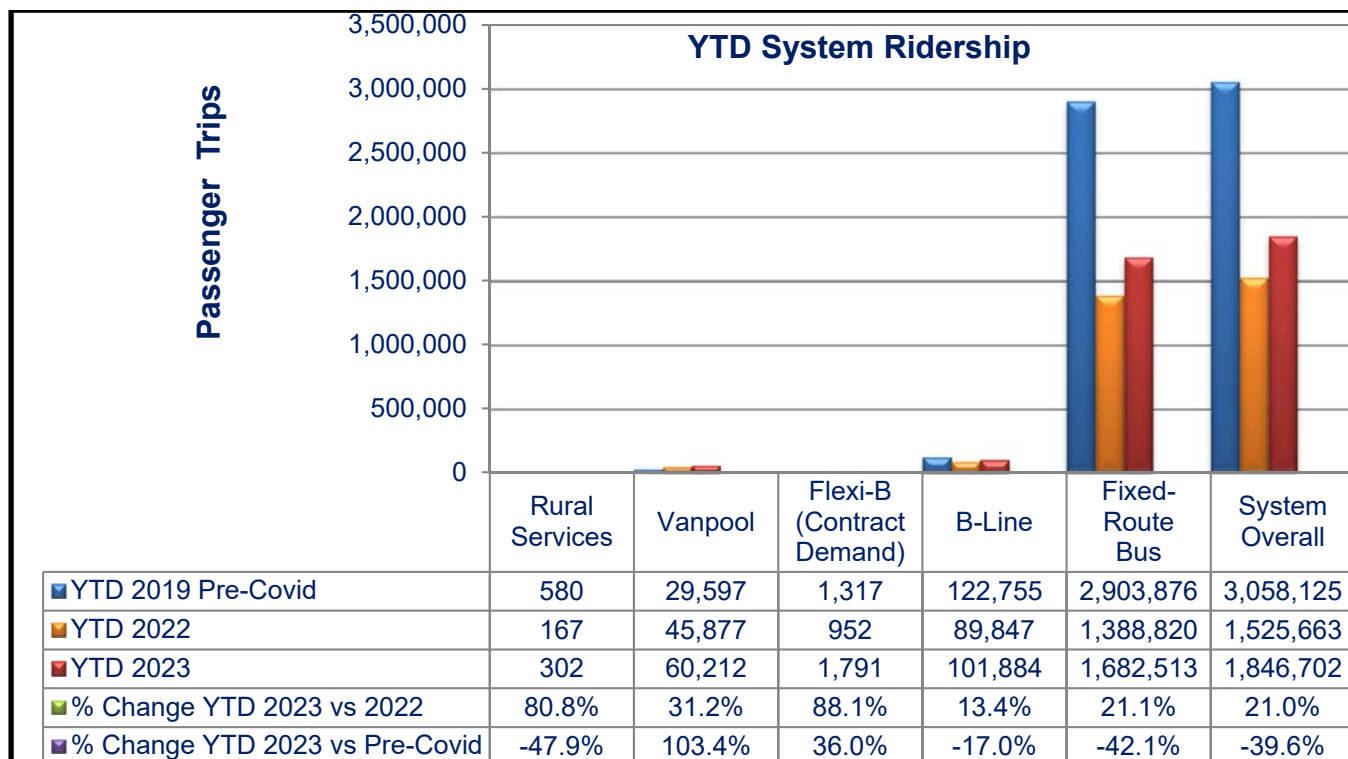 YTD System Ridership
Passenger Trips
3,500,000
3,000,000
2,500,000
2,000,000
1,500,000
1,000,000
500,000
0
Rural Services Vanpool Flexi-B (Contract Demand) B-Line Fixed-Route Bus System Overall
YTD 2019 Pre-Covid 580 29,597 1,317 122,755 2,903,876 3,058,125
YTD 2022 167 45,877 952 89,847 1,388,820 1,525,663
YTD 2023 302 60,212 1,791 101,884 1,682,513 1,846,702
% Change YTD 2023 vs 2022 80.8% 31.2% 88.1% 13.4% 21.1% 21.0%
% Change YTD 2023 vs Pre-Covid -47.9% 103.4% 36.0% -17.0% -42.1% -39.6%